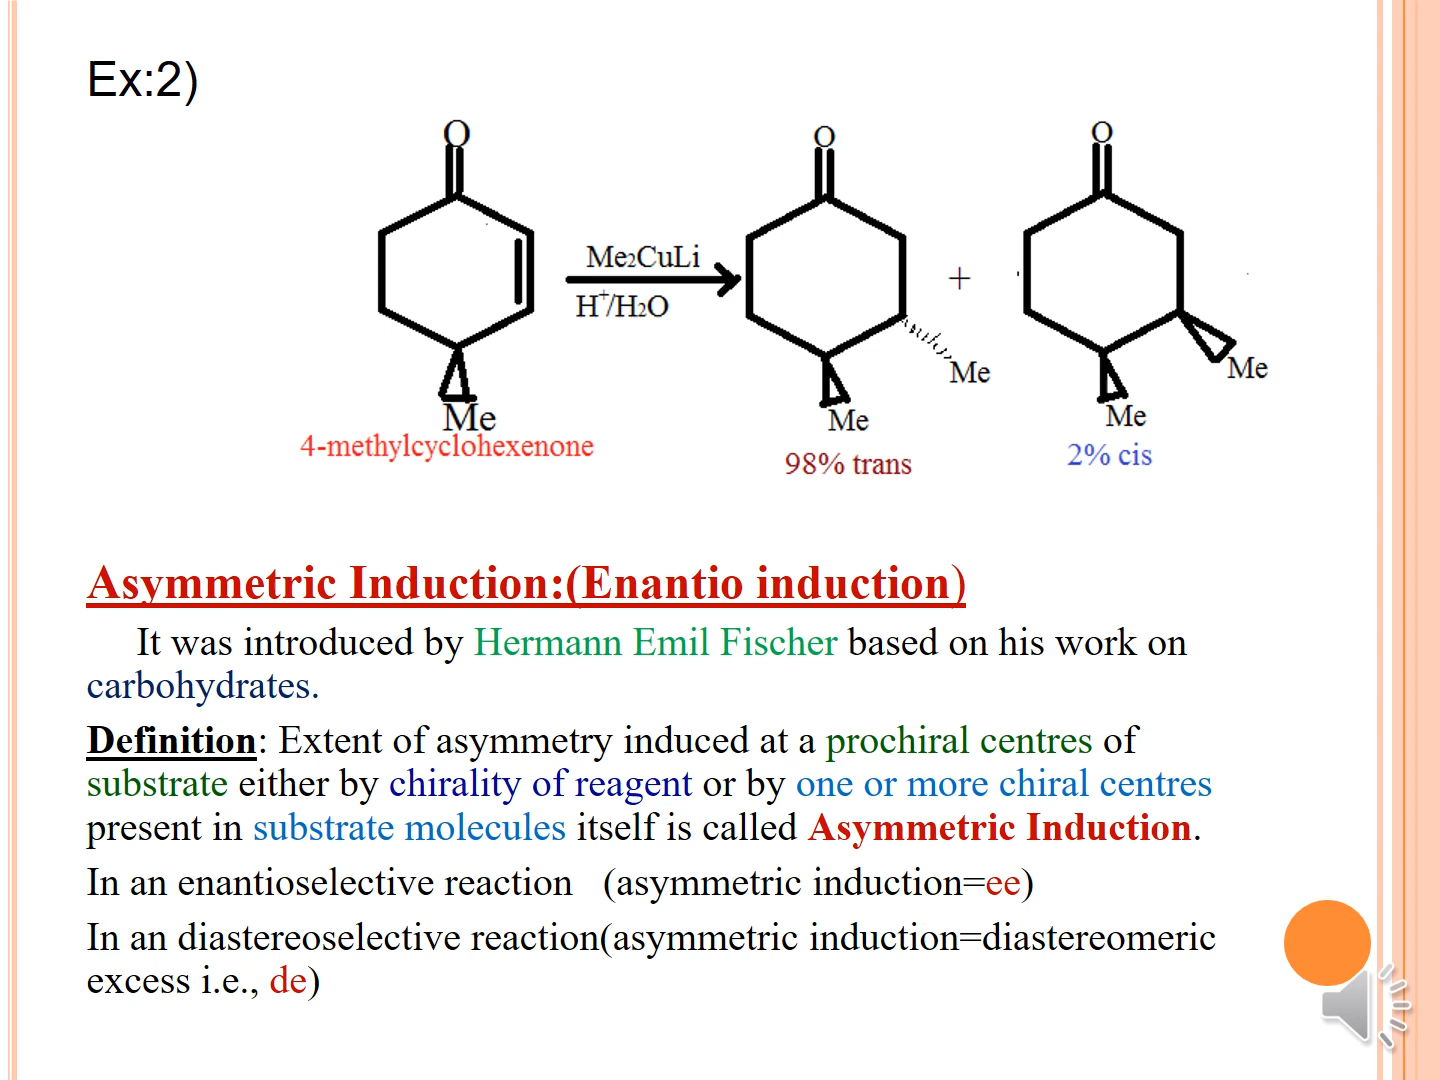 Ex:2)
O
O
O
Me2CuLi
H+/H2O
+
Me
Me
Me
Me
Me
4-methylcyclohexenone
98% trans
2% cis
Asymmetric Induction:(Enantio induction)
It was introduced by Hermann Emil Fischer based on his work on
carbohydrates.
Definition: Extent of asymmetry induced at a prochiral centres of
substrate either by chirality of reagent or by one or more chiral centres
present in substrate molecules itself is called Asymmetric Induction.
In an enantioselective reaction (asymmetric induction=ee)
In an diastereoselective reaction(asymmetric induction=diastereomeric
excess i.e., de)